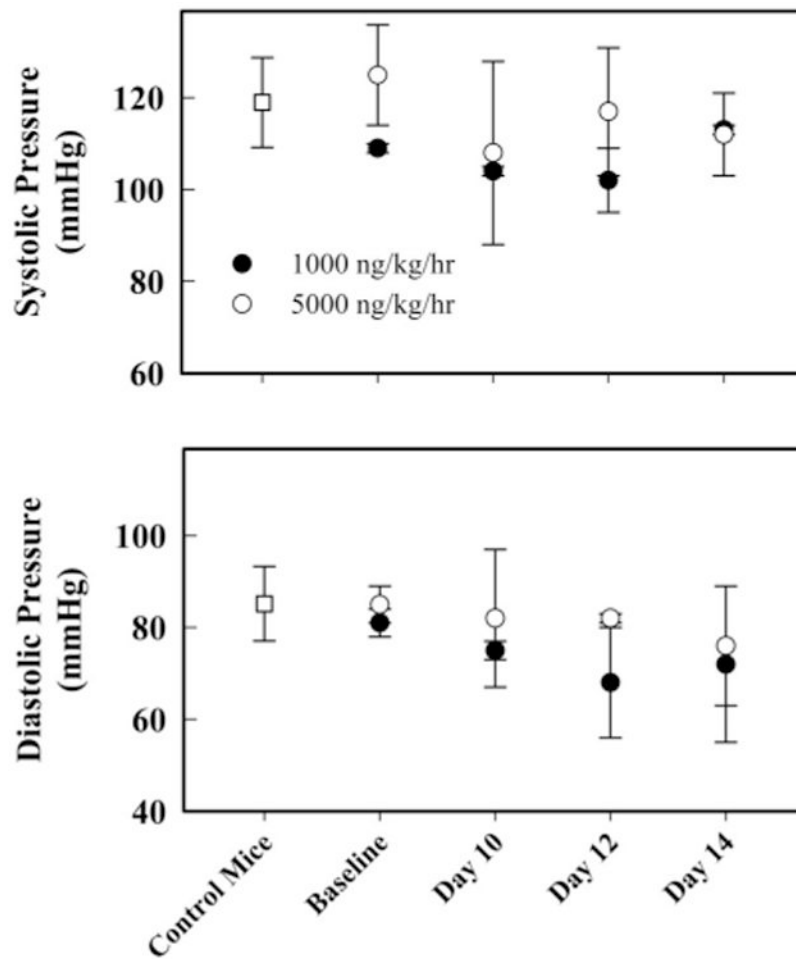 Systolic Pressure
(mmHg)
120
100
80
60
1000 ng/kg/hr
5000 ng/kg/hr
Diastolic Pressure
(mmHg)
100
80
60
40
Control Mice
Baseline
Day 10
Day 12
Day 14